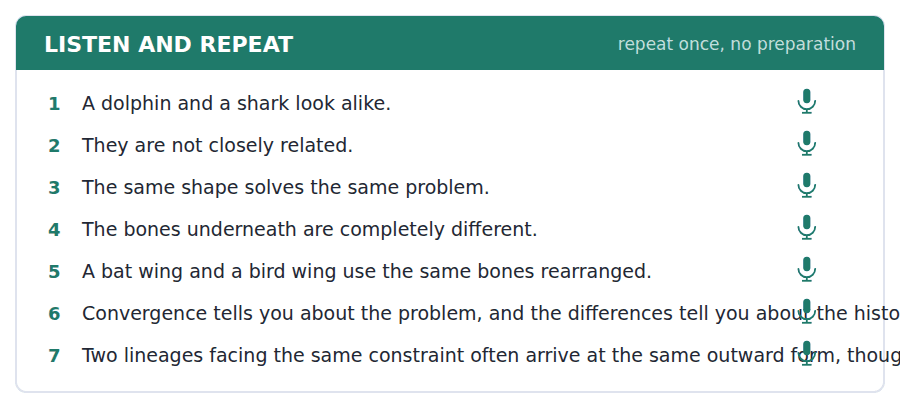 LISTEN AND REPEAT
repeat once, no preparation
1 A dolphin and a shark look alike.
2 They are not closely related.
3 The same shape solves the same problem.
4 The bones underneath are completely different.
5 A bat wing and a bird wing use the same bones rearranged.
6 Convergence tells you about the problem, and the differences tell you about the histo
7 Two lineages facing the same constraint often arrive at the same outward form, thoug